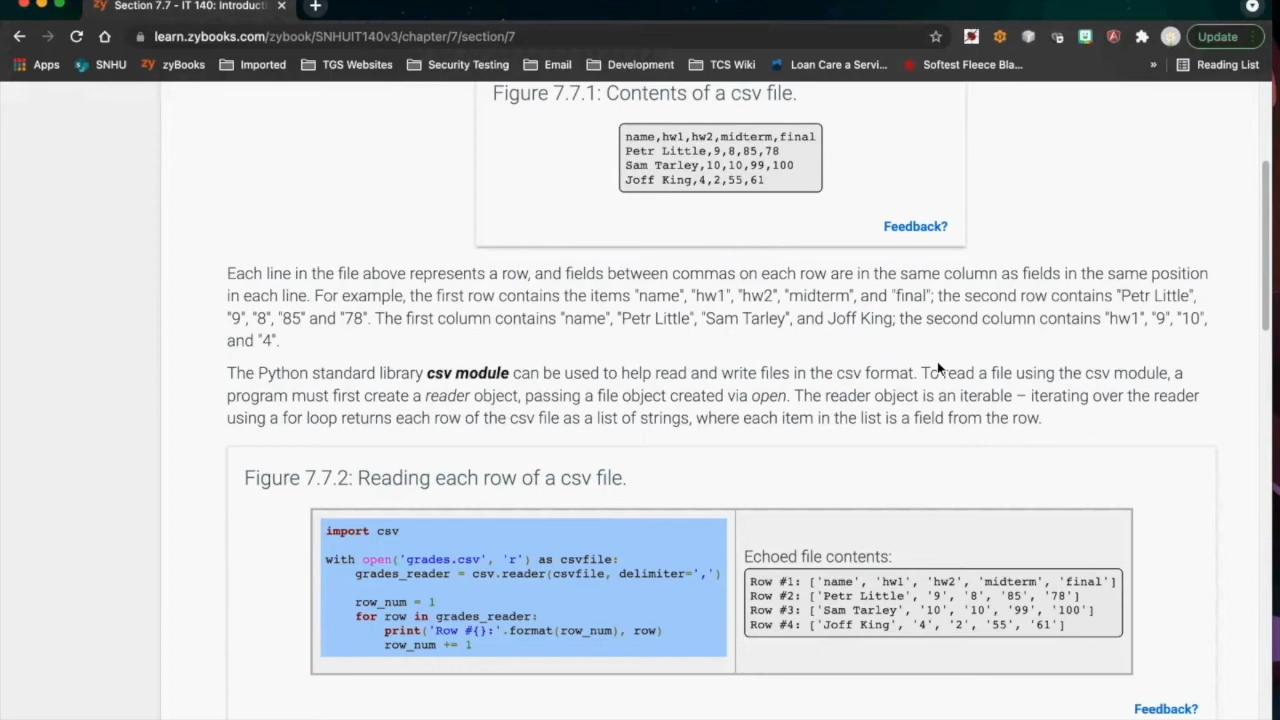 zy Section 7.7 - IT 140: Introducti
learn.zybooks.com/zybook/SNHUIT140v3/chapter/7/section/7
Update
Apps SNHU zy zyBooks Imported TGS Websites Security Testing Email Development TCS Wiki Loan Care a Servi... Softest Fleece Bla... » Reading List
Figure 7.7.1: Contents of a csv file.
name,hw1,hw2,midterm,final
Petr Little,9,8,85,78
Sam Tarley,10,10,99,100
Joff King,4,2,55,61
Feedback?
Each line in the file above represents a row, and fields between commas on each row are in the same column as fields in the same position
in each line. For example, the first row contains the items "name", "hw1", "hw2", "midterm", and "final"; the second row contains "Petr Little",
"9", "8", "85" and "78". The first column contains "name", "Petr Little", "Sam Tarley", and Joff King; the second column contains "hw1", "9", "10",
and "4".
The Python standard library csv module can be used to help read and write files in the csv format. To read a file using the csv module, a
program must first create a reader object, passing a file object created via open. The reader object is an iterable – iterating over the reader
using a for loop returns each row of the csv file as a list of strings, where each item in the list is a field from the row.
Figure 7.7.2: Reading each row of a csv file.
import csv
with open('grades.csv', 'r') as csvfile:
grades_reader = csv.reader(csvfile, delimiter=',')
row_num = 1
for row in grades_reader:
print('Row #{}:'.format(row_num), row)
row_num += 1
Echoed file contents:
Row #1: ['name', 'hw1', 'hw2', 'midterm', 'final']
Row #2: ['Petr Little', '9', '8', '85', '78']
Row #3: ['Sam Tarley', '10', '10', '99', '100']
Row #4: ['Joff King', '4', '2', '55', '61']
Feedback?